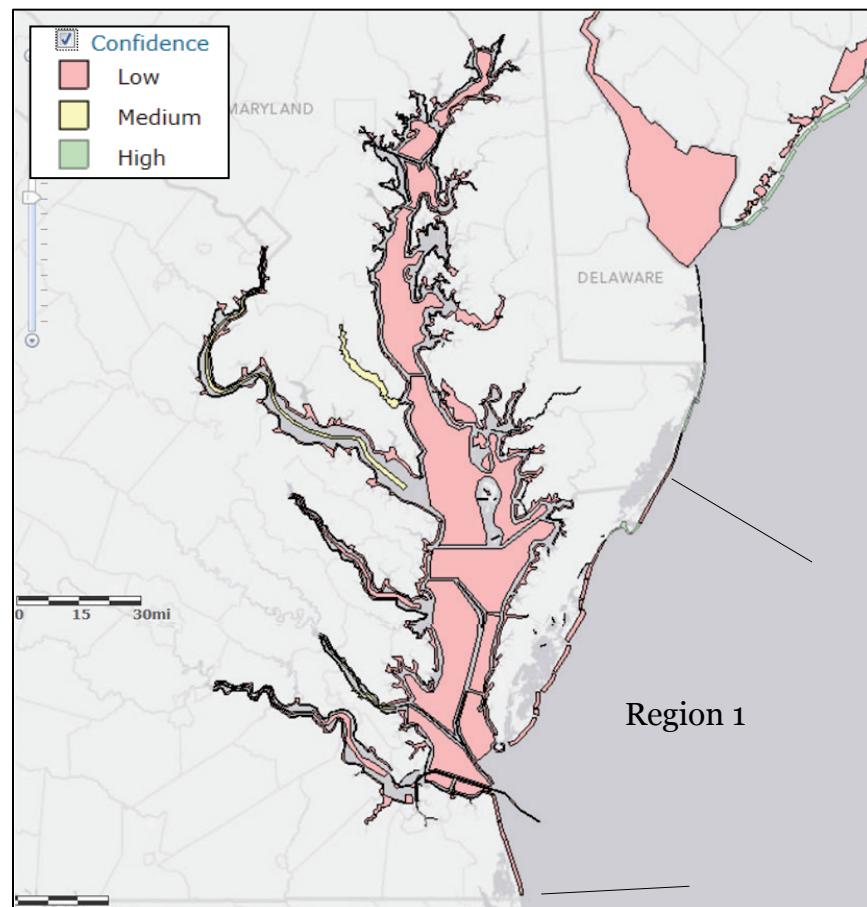 Confidence
Low
Medium
High
MARYLAND
DELAWARE
0 15 30mi
Region 1